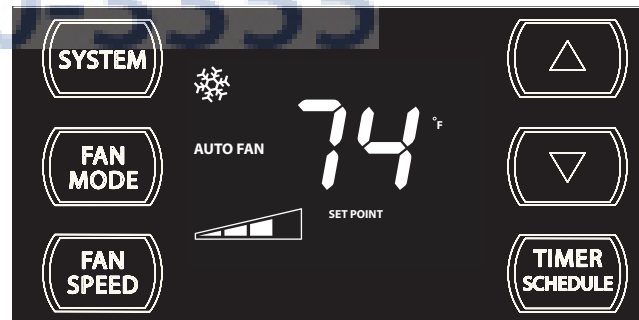 SYSTEM
AUTO FAN
74 °F
SET POINT
FAN
MODE
FAN
SPEED
TIMER
SCHEDULE